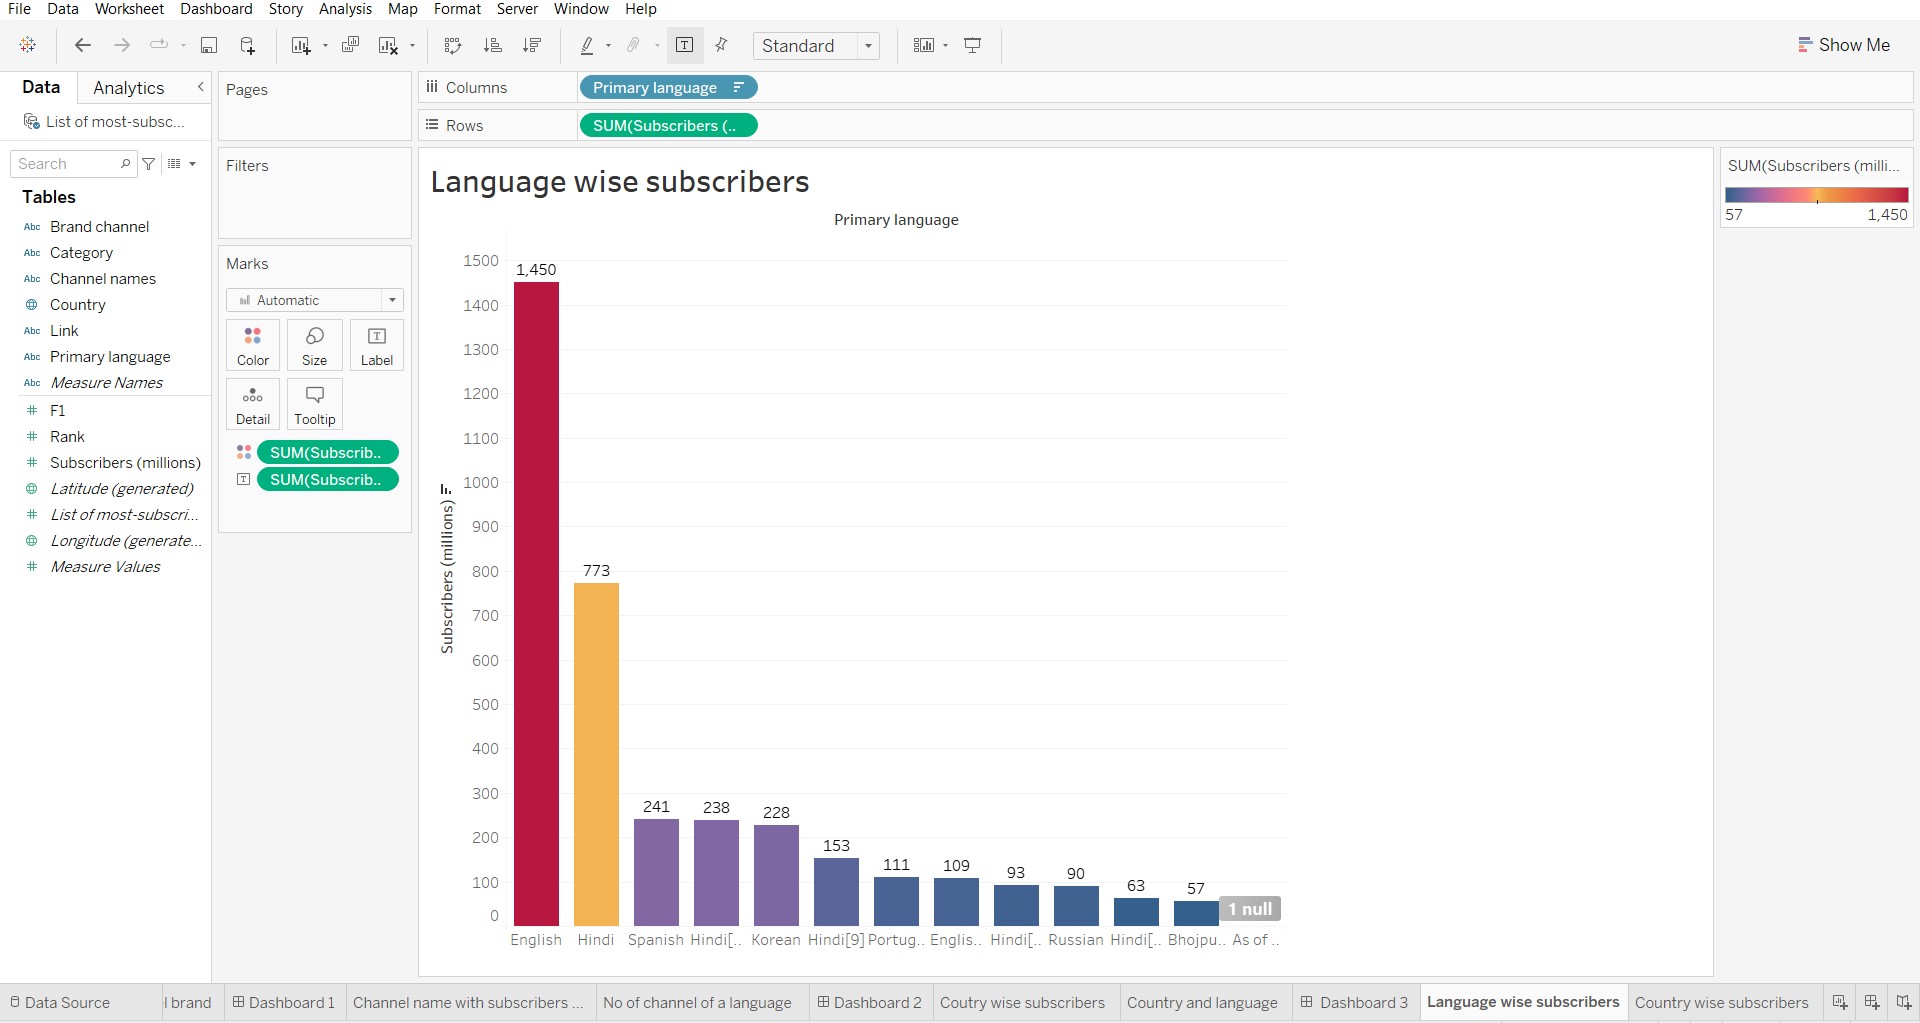 File Data Worksheet Dashboard Story Analysis Map Format Server Window Help
Standard
Show Me
Data Analytics
List of most-subsc...
Search
Tables
Abc Brand channel
Abc Category
Abc Channel names
Country
Abc Link
Abc Primary language
Abc Measure Names
# F1
# Rank
# Subscribers (millions)
Latitude (generated)
# List of most-subscri...
Longitude (generate...
# Measure Values
Pages
Filters
Marks
Automatic
Color Size Label
Detail Tooltip
SUM(Subscrib..
SUM(Subscrib..
Columns Primary language
Rows SUM(Subscribers (..
Language wise subscribers
Primary language
Subscribers (millions)
1500
1400
1300
1200
1100
1000
900
800
700
600
500
400
300
200
100
0
1,450
773
241
238
228
153
111
109
93
90
63
57
1 null
English Hindi Spanish Hindi[.. Korean Hindi[9] Portug.. Englis.. Hindi[.. Russian Hindi[.. Bhojpu.. As of ..
SUM(Subscribers (milli...
57 1,450
Data Source l brand Dashboard 1 Channel name with subscribers ... No of channel of a language Dashboard 2 Coutry wise subscribers Country and language Dashboard 3 Language wise subscribers Country wise subscribers